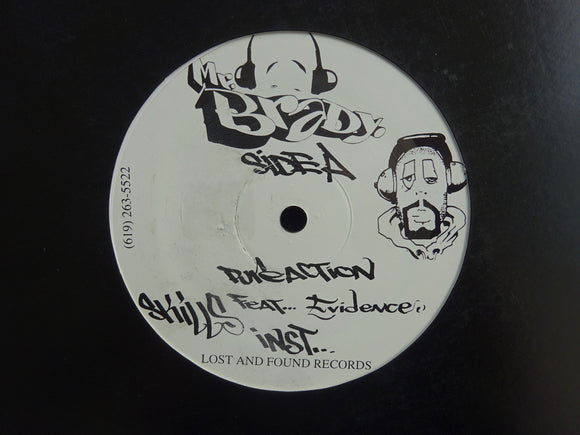 Mr.
Brady.
SIDE A
(619) 263-5522
PURE ACTION
SKILLS FEAT... Evidence
INST...
LOST AND FOUND RECORDS